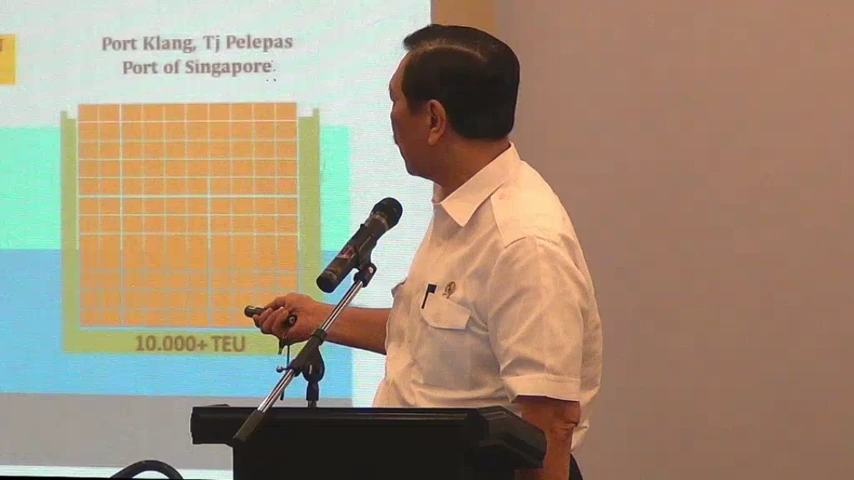 Port Klang, Tj Pelepas
Port of Singapore
10.000+ TEU